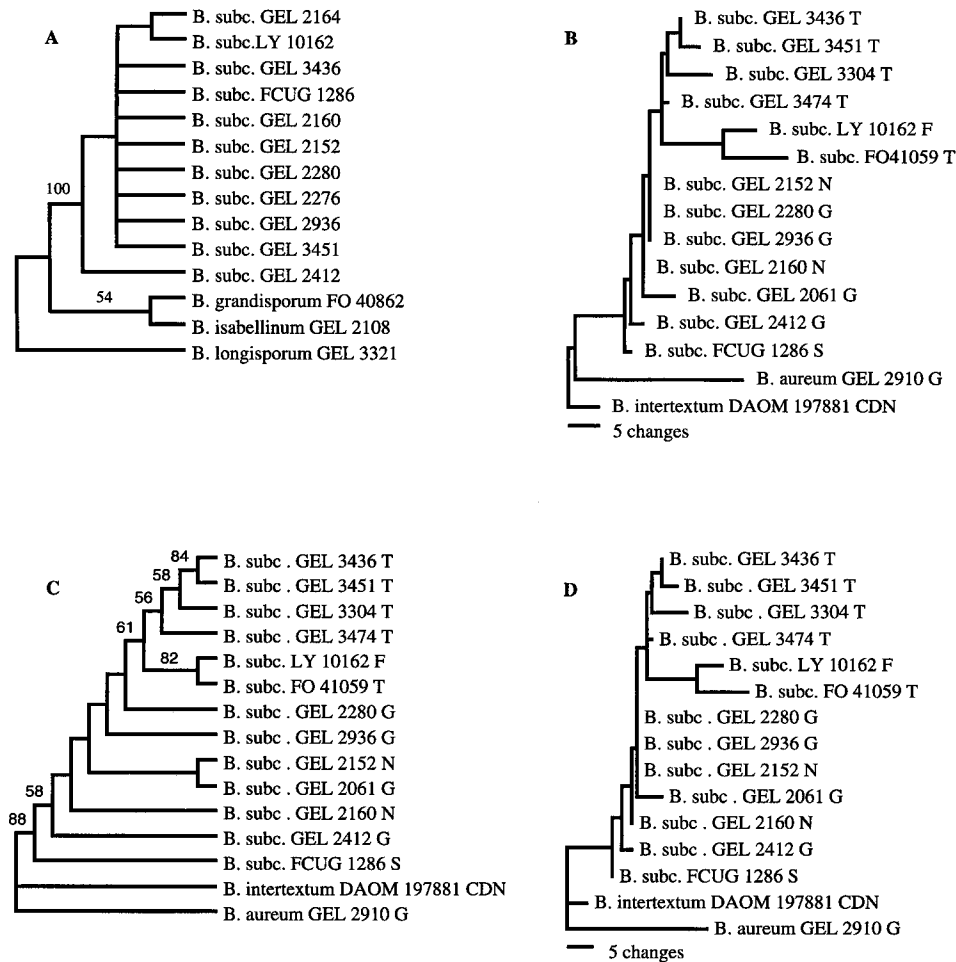 A
B. subc. GEL 2164
B. subc.LY 10162
B. subc. GEL 3436
B. subc. FCUG 1286
B. subc. GEL 2160
B. subc. GEL 2152
B. subc. GEL 2280
B. subc. GEL 2276
B. subc. GEL 2936
B. subc. GEL 3451
B. subc. GEL 2412
B. grandisporum FO 40862
B. isabellinum GEL 2108
B. longisporum GEL 3321
100
54
B
B. subc. GEL 3436 T
B. subc. GEL 3451 T
B. subc. GEL 3304 T
B. subc. GEL 3474 T
B. subc. LY 10162 F
B. subc. FO41059 T
B. subc. GEL 2152 N
B. subc. GEL 2280 G
B. subc. GEL 2936 G
B. subc. GEL 2160 N
B. subc. GEL 2061 G
B. subc. GEL 2412 G
B. subc. FCUG 1286 S
B. aureum GEL 2910 G
B. intertextum DAOM 197881 CDN
5 changes
C
84
58
56
61
82
58
88
B. subc . GEL 3436 T
B. subc . GEL 3451 T
B. subc . GEL 3304 T
B. subc . GEL 3474 T
B. subc. LY 10162 F
B. subc. FO 41059 T
B. subc . GEL 2280 G
B. subc . GEL 2936 G
B. subc . GEL 2152 N
B. subc . GEL 2061 G
B. subc . GEL 2160 N
B. subc. GEL 2412 G
B. subc. FCUG 1286 S
B. intertextum DAOM 197881 CDN
B. aureum GEL 2910 G
D
B. subc. GEL 3436 T
B. subc . GEL 3451 T
B. subc . GEL 3304 T
B. subc . GEL 3474 T
B. subc. LY 10162 F
B. subc. FO 41059 T
B. subc . GEL 2280 G
B. subc . GEL 2936 G
B. subc . GEL 2152 N
B. subc . GEL 2061 G
B. subc . GEL 2160 N
B. subc. GEL 2412 G
B. subc. FCUG 1286 S
B. intertextum DAOM 197881 CDN
B. aureum GEL 2910 G
5 changes